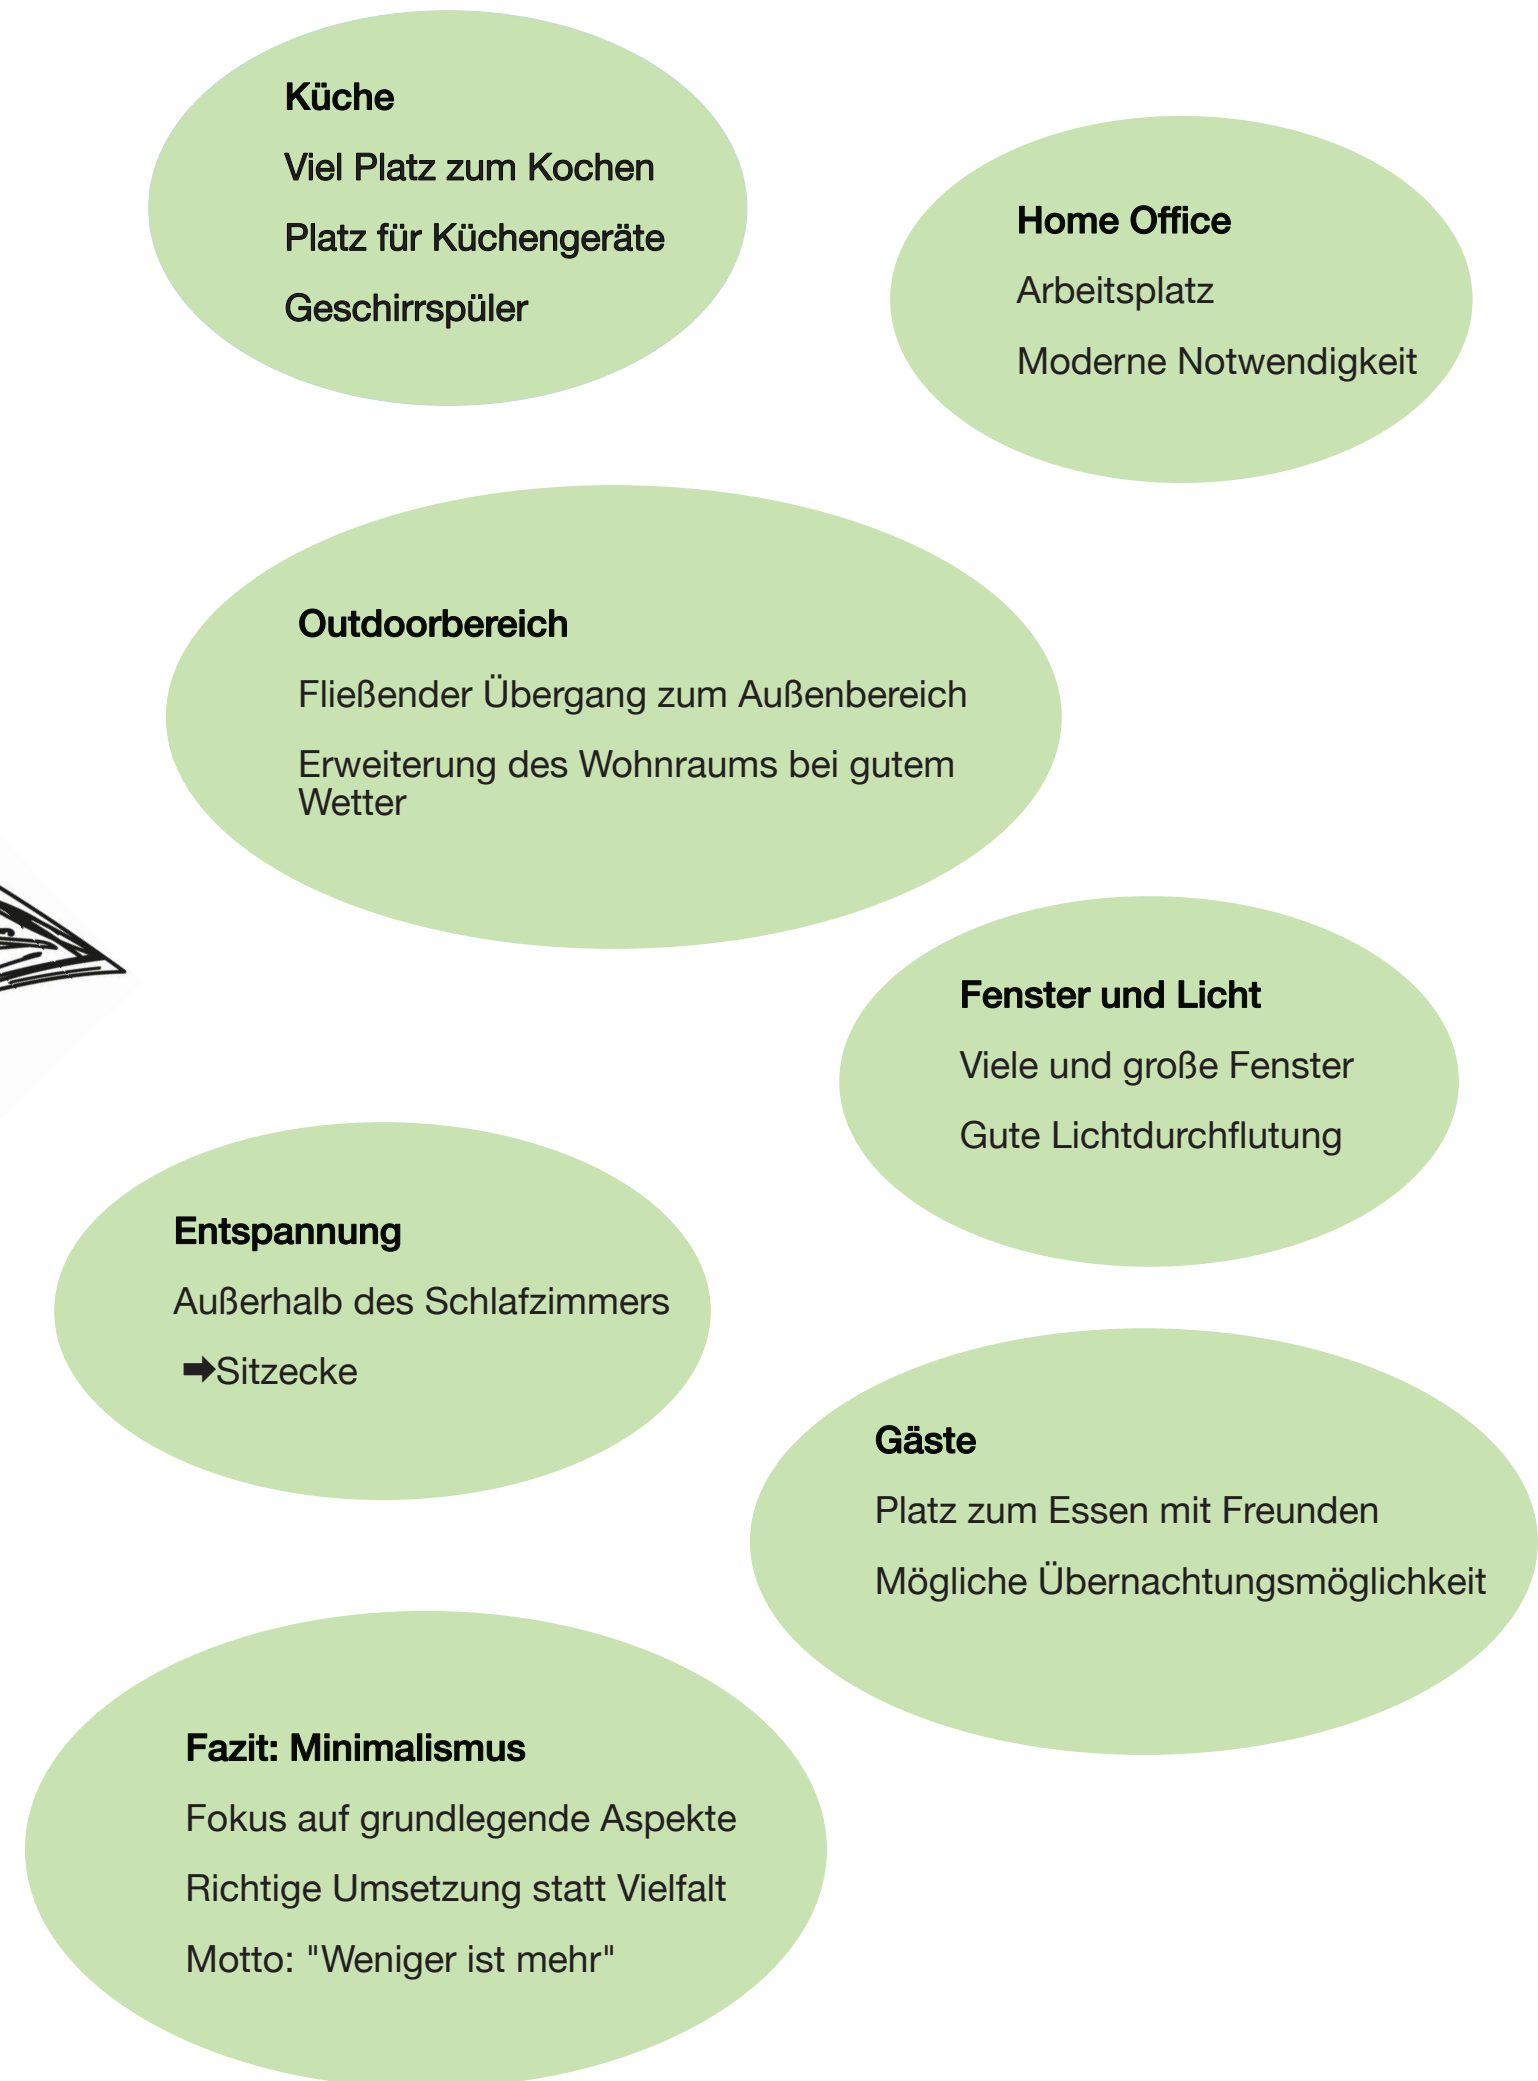 Küche
Viel Platz zum Kochen
Platz für Küchengeräte
Geschirrspüler
Home Office
Arbeitsplatz
Moderne Notwendigkeit
Outdoorbereich
Fließender Übergang zum Außenbereich
Erweiterung des Wohnraums bei gutem
Wetter
Fenster und Licht
Viele und große Fenster
Gute Lichtdurchflutung
Entspannung
Außerhalb des Schlafzimmers
➡Sitzecke
Gäste
Platz zum Essen mit Freunden
Mögliche Übernachtungsmöglichkeit
Fazit: Minimalismus
Fokus auf grundlegende Aspekte
Richtige Umsetzung statt Vielfalt
Motto: "Weniger ist mehr"